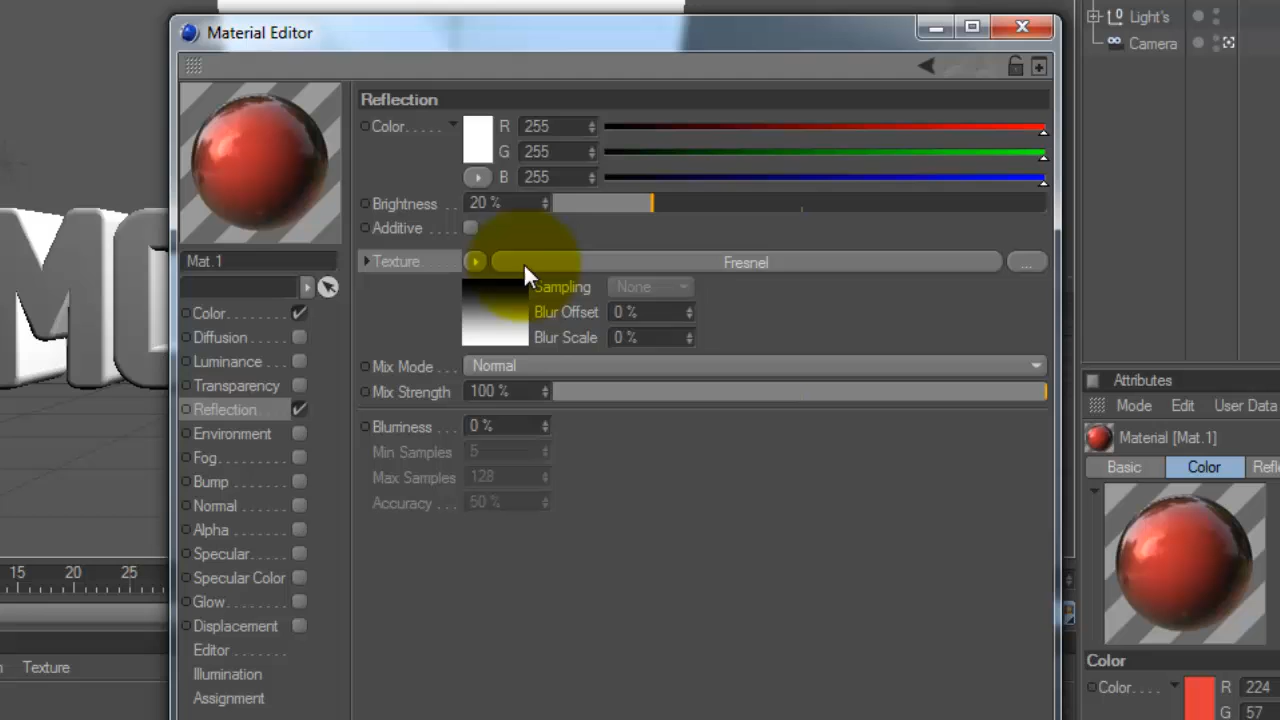 Material Editor
Light's
Camera
Reflection
Color. . . . . R 255
G 255
B 255
Brightness . . 20 %
Additive . . . .
Texture. Fresnel ...
Sampling None
Blur Offset 0 %
Blur Scale 0 %
Mix Mode . . . Normal
Mix Strength 100 %
Blurriness . . . 0 %
Min Samples 5
Max Samples 128
Accuracy . . . 50 %
Mat.1
Color. . . . . . . .
Diffusion . . . .
Luminance . . .
Transparency
Reflection. . . .
Environment
Fog. . . . . . . . .
Bump . . . . . . .
Normal . . . . . .
Alpha . . . . . . .
Specular. . . . .
Specular Color
Glow. . . . . . . .
Displacement
Editor . . . . . . .
Illumination
Assignment
MO
15 20 25
Texture
Attributes
Mode Edit User Data
Material [Mat.1]
Basic Color Refle
Color
Color. . . . R 224
G 57